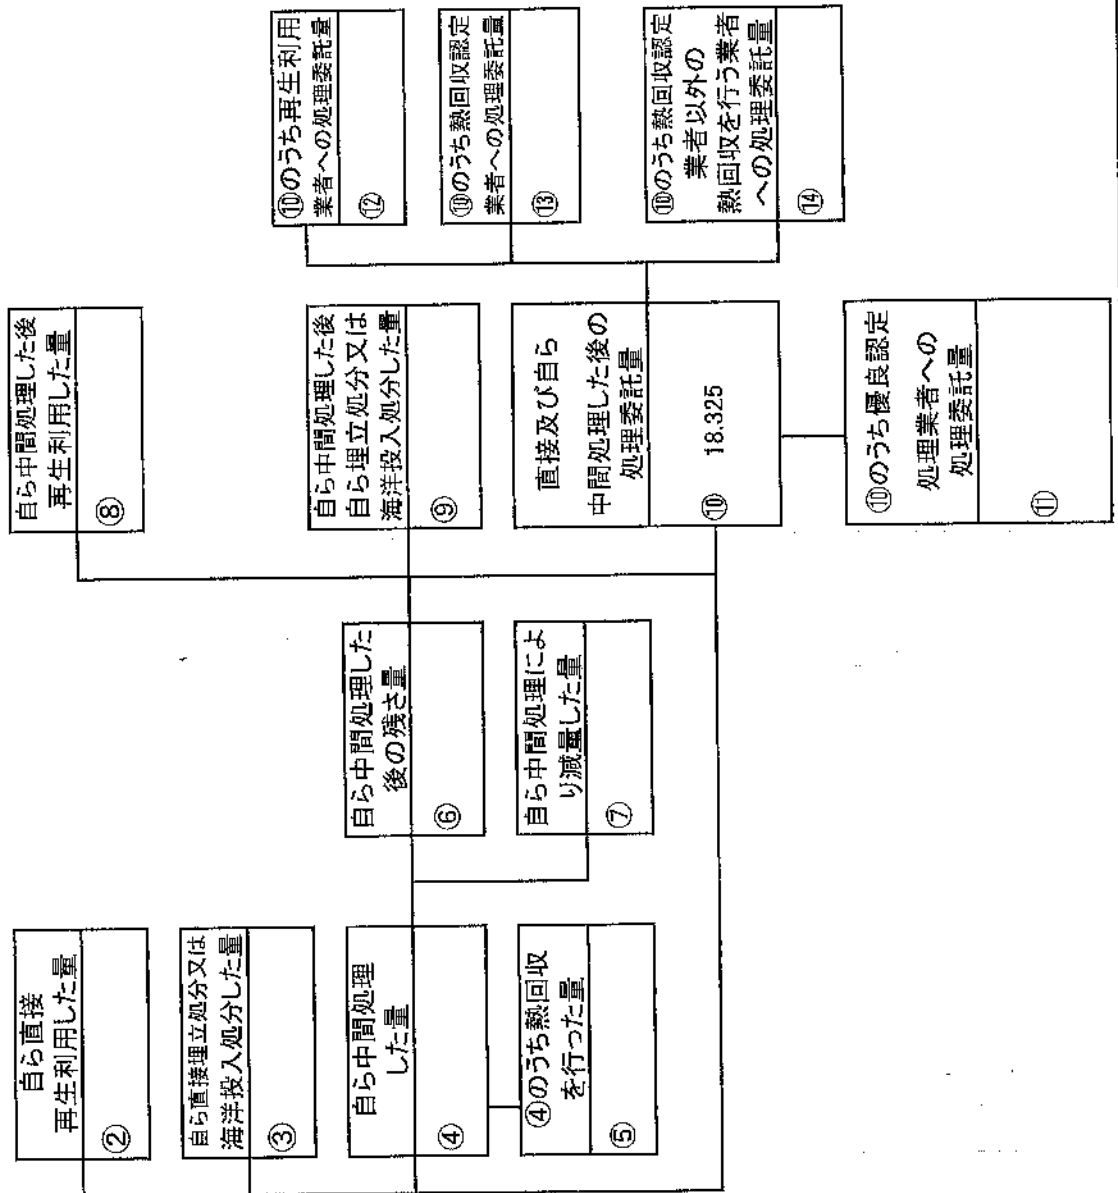 自ら直接
再生利用した量
②
自ら直接埋立処分又は
海洋投入処分した量
③
自ら中間処理
した量
④
④のうち熱回収
を行った量
⑤
自ら中間処理した
後の残さ量
⑥
自ら中間処理によ
り減量した量
⑦
自ら中間処理した後
再生利用した量
⑧
自ら中間処理した後
自ら埋立処分又は
海洋投入処分した量
⑨
直接及び自ら
中間処理した後の
処理委託量
⑩
18.325
⑩のうち優良認定
処理業者への
処理委託量
⑪
⑩のうち再生利用
業者への処理委託量
⑫
⑩のうち熱回収認定
業者への処理委託量
⑬
⑩のうち熱回収認定
業者以外の
熱回収を行う業者
への処理委託量
⑭